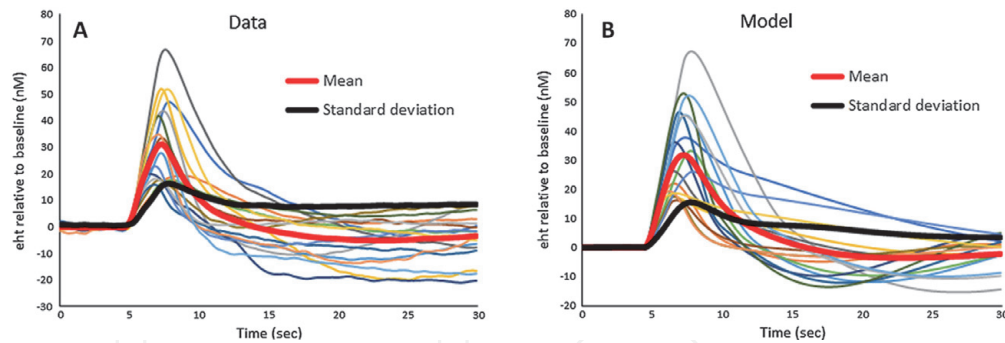 A
Data
80
70
60
50
40
30
20
10
0
-10
-20
-30
0 5 10 15 20 25 30
eht relative to baseline (nM)
Time (sec)
Mean
Standard deviation
B
Model
80
70
60
50
40
30
20
10
0
-10
-20
0 5 10 15 20 25 30
eht relative to baseline (nM)
Time (sec)
Mean
Standard deviation